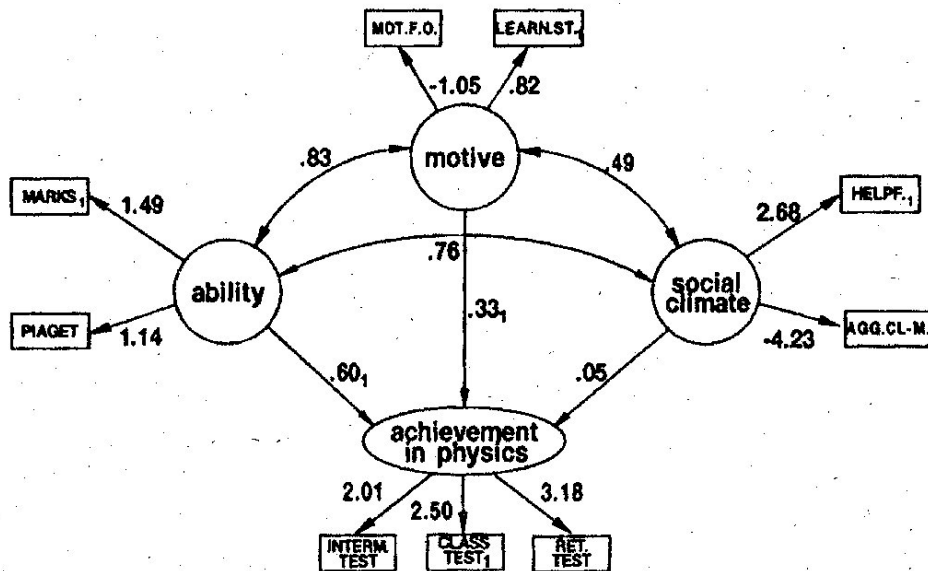 MOT.F.O.
LEARN.ST.₁
-1.05
.82
motive
.83
.49
MARKS₁
1.49
HELPF.₁
2.68
.76
ability
social
climate
PIAGET
1.14
.33₁
AGG.CL-M.
-4.23
.60₁
.05
achievement
in physics
2.01
2.50
3.18
INTERM.
TEST
CLASS
TEST₁
RET.
TEST